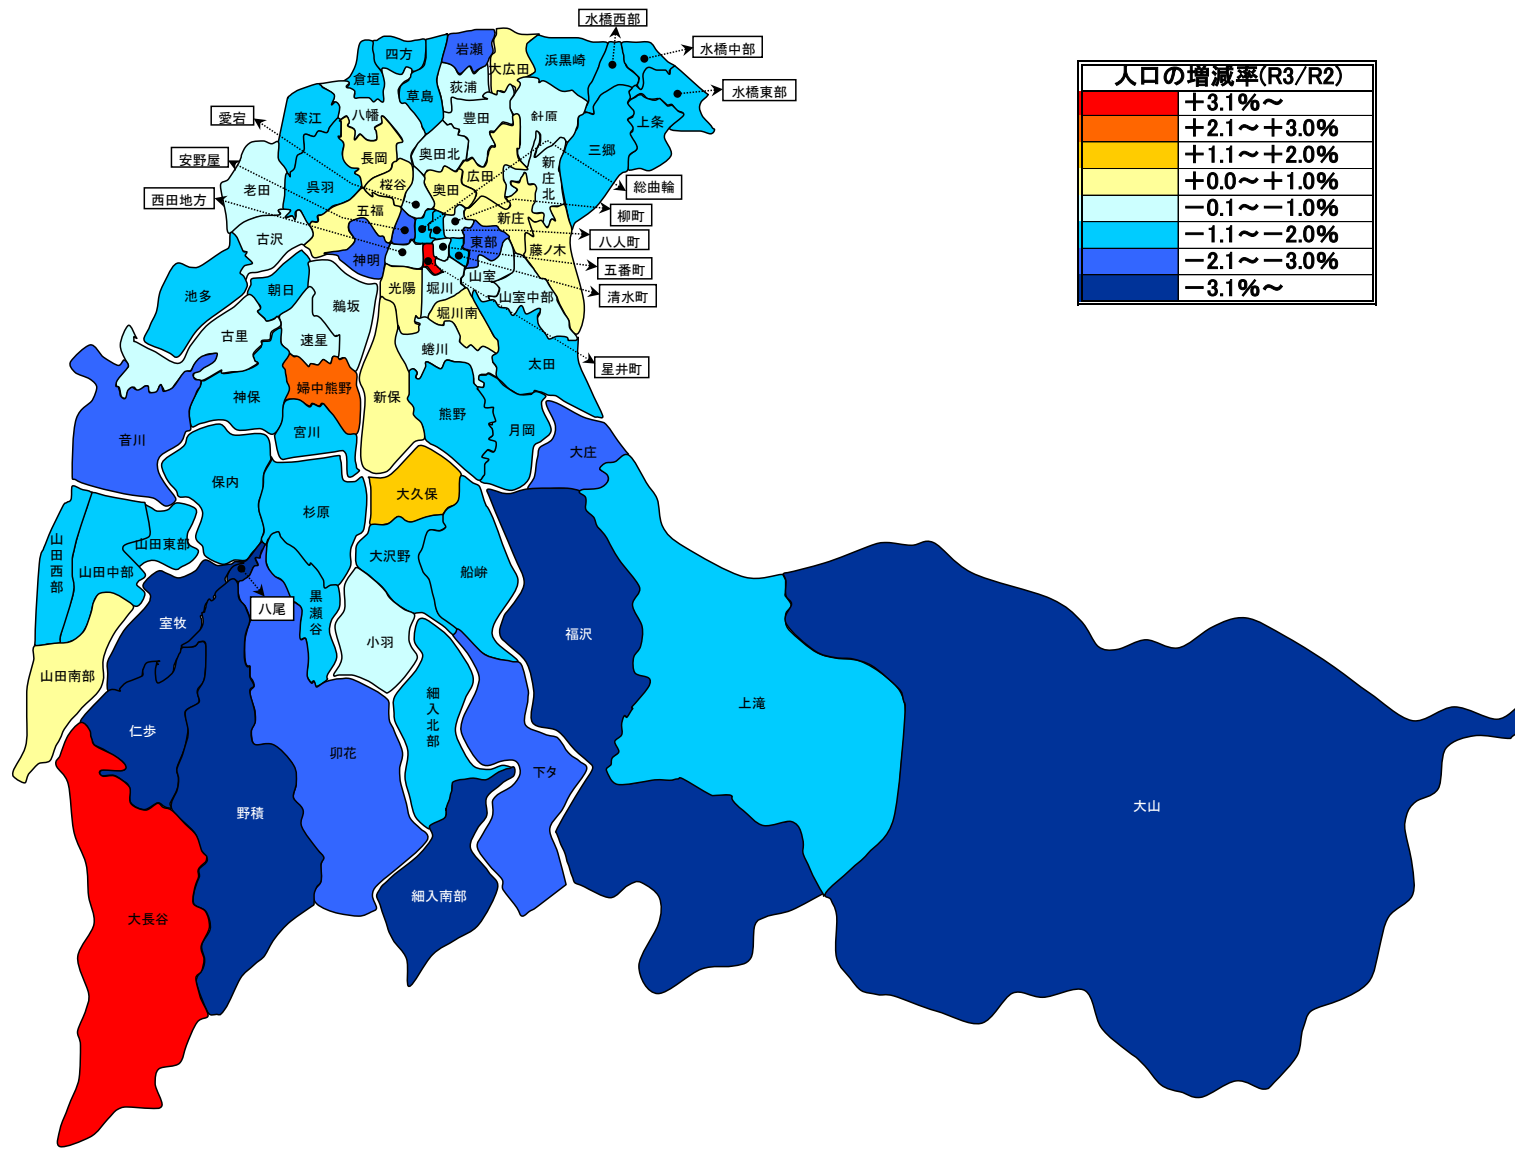 人口の増減率(R3/R2)
＋3.1%～
＋2.1～＋3.0%
＋1.1～＋2.0%
＋0.0～＋1.0%
－0.1～－1.0%
－1.1～－2.0%
－2.1～－3.0%
－3.1%～
水橋西部
水橋中部
水橋東部
四方
岩瀬
大広田
浜黒崎
倉垣
草島
荻浦
愛宕
寒江
八幡
豊田
針原
上条
安野屋
長岡
奥田北
三郷
新庄北
西田地方
老田
呉羽
桜谷
奥田
広田
総曲輪
五福
新庄
柳町
古沢
神明
東部
藤ノ木
八人町
五番町
清水町
池多
朝日
鵜坂
光陽
堀川
山室
山室中部
堀川南
古里
速星
蜷川
太田
星井町
音川
神保
婦中熊野
新保
熊野
宮川
月岡
大庄
保内
杉原
大久保
山田西部
山田中部
山田東部
大沢野
船峅
八尾
黒瀬谷
室牧
小羽
福沢
山田南部
仁歩
卯花
細入北部
下タ
上滝
野積
大山
細入南部
大長谷